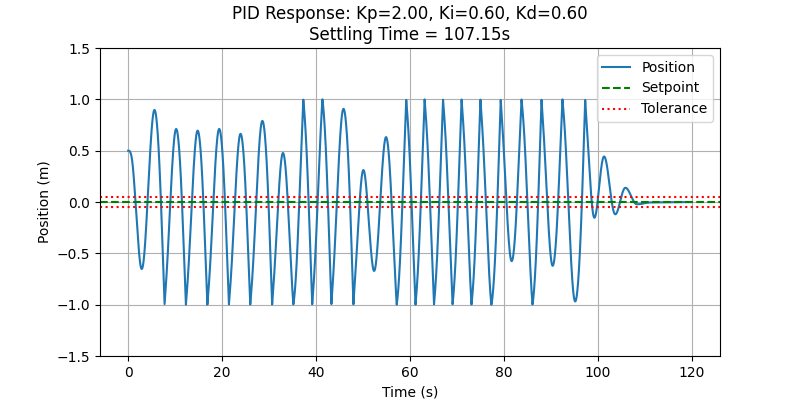 PID Response: Kp=2.00, Ki=0.60, Kd=0.60
Settling Time = 107.15s
Position
Setpoint
Tolerance
1.5
1.0
0.5
0.0
−0.5
−1.0
−1.5
Position (m)
0
20
40
60
80
100
120
Time (s)